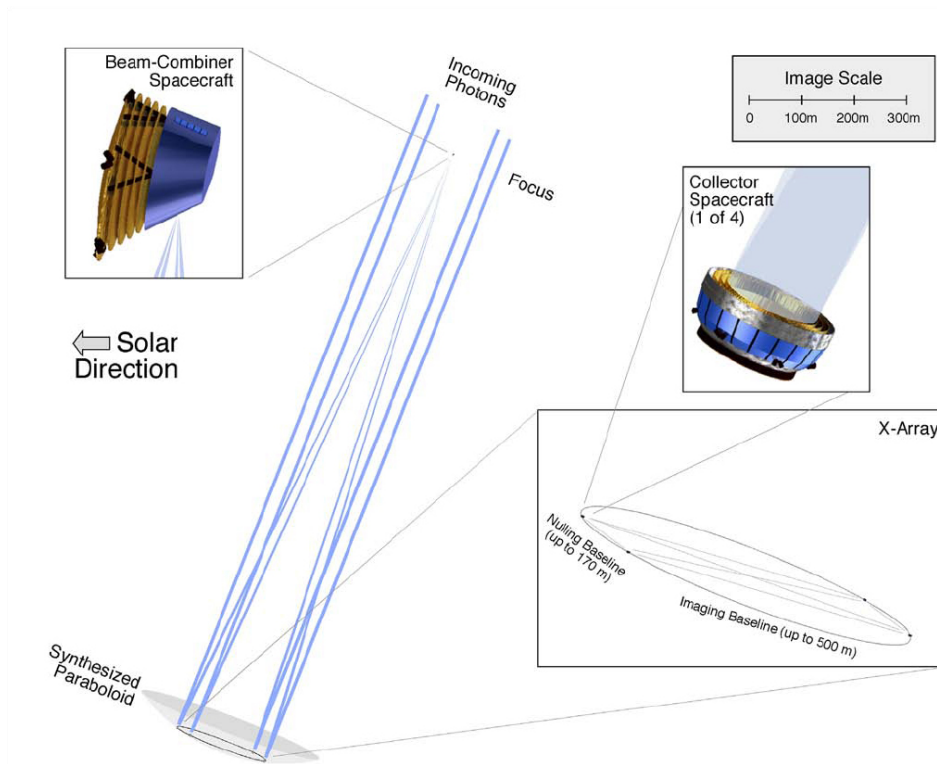 Beam-Combiner
Spacecraft
Incoming
Photons
Image Scale
0 100m 200m 300m
Focus
Collector
Spacecraft
(1 of 4)
Solar
Direction
X-Array
Nulling Baseline
(up to 170 m)
Imaging Baseline (up to 500 m)
Synthesized
Paraboloid